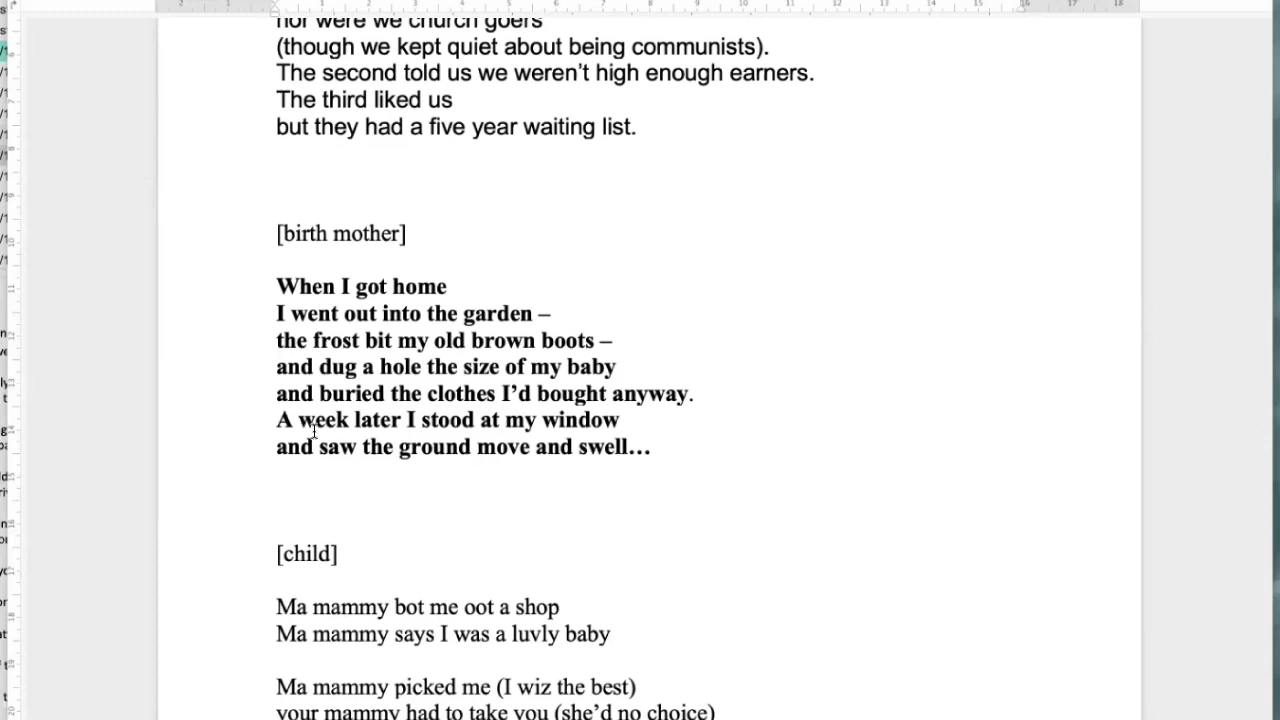 nor were we church goers
(though we kept quiet about being communists).
The second told us we weren’t high enough earners.
The third liked us
but they had a five year waiting list.
[birth mother]
When I got home
I went out into the garden –
the frost bit my old brown boots –
and dug a hole the size of my baby
and buried the clothes I’d bought anyway.
A week later I stood at my window
and saw the ground move and swell…
[child]
Ma mammy bot me oot a shop
Ma mammy says I was a luvly baby
Ma mammy picked me (I wiz the best)
your mammy had to take you (she’d no choice)